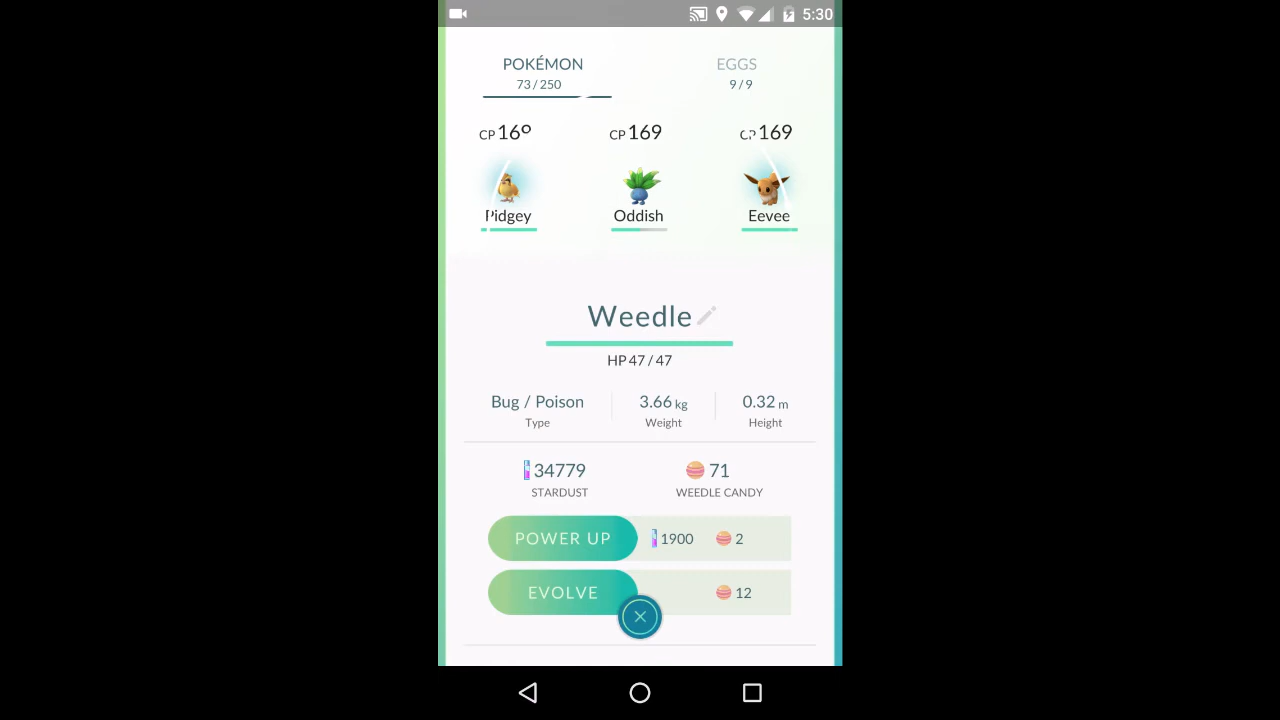 5:30
POKÉMON EGGS
73 / 250 9 / 9
CP 169 CP 169
Pidgey Oddish Eevee
Weedle
HP 47 / 47
Bug / Poison 3.66 kg 0.32 m
Type Weight Height
34779 71
STARDUST WEEDLE CANDY
POWER UP 1900 2
EVOLVE 12